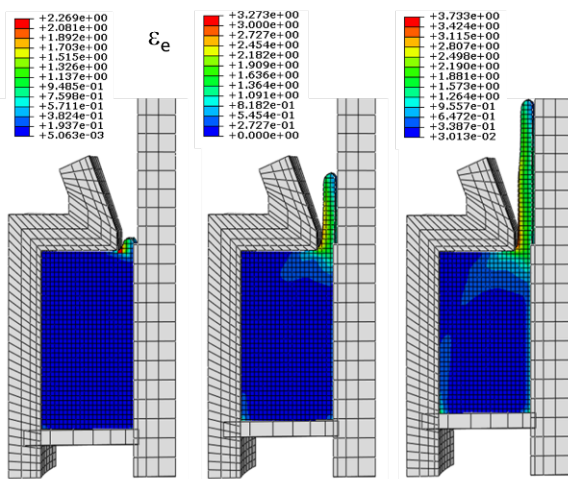 +2.269e+00
+2.081e+00
+1.892e+00
+1.703e+00
+1.515e+00
+1.326e+00
+1.137e+00
+9.485e-01
+7.598e-01
+5.711e-01
+3.824e-01
+1.937e-01
+5.063e-03
εe
+3.273e+00
+3.000e+00
+2.727e+00
+2.454e+00
+2.182e+00
+1.909e+00
+1.636e+00
+1.364e+00
+1.091e+00
+8.182e-01
+5.454e-01
+2.727e-01
+0.000e+00
+3.733e+00
+3.424e+00
+3.115e+00
+2.807e+00
+2.498e+00
+2.190e+00
+1.881e+00
+1.573e+00
+1.264e+00
+9.557e-01
+6.472e-01
+3.387e-01
+3.013e-02